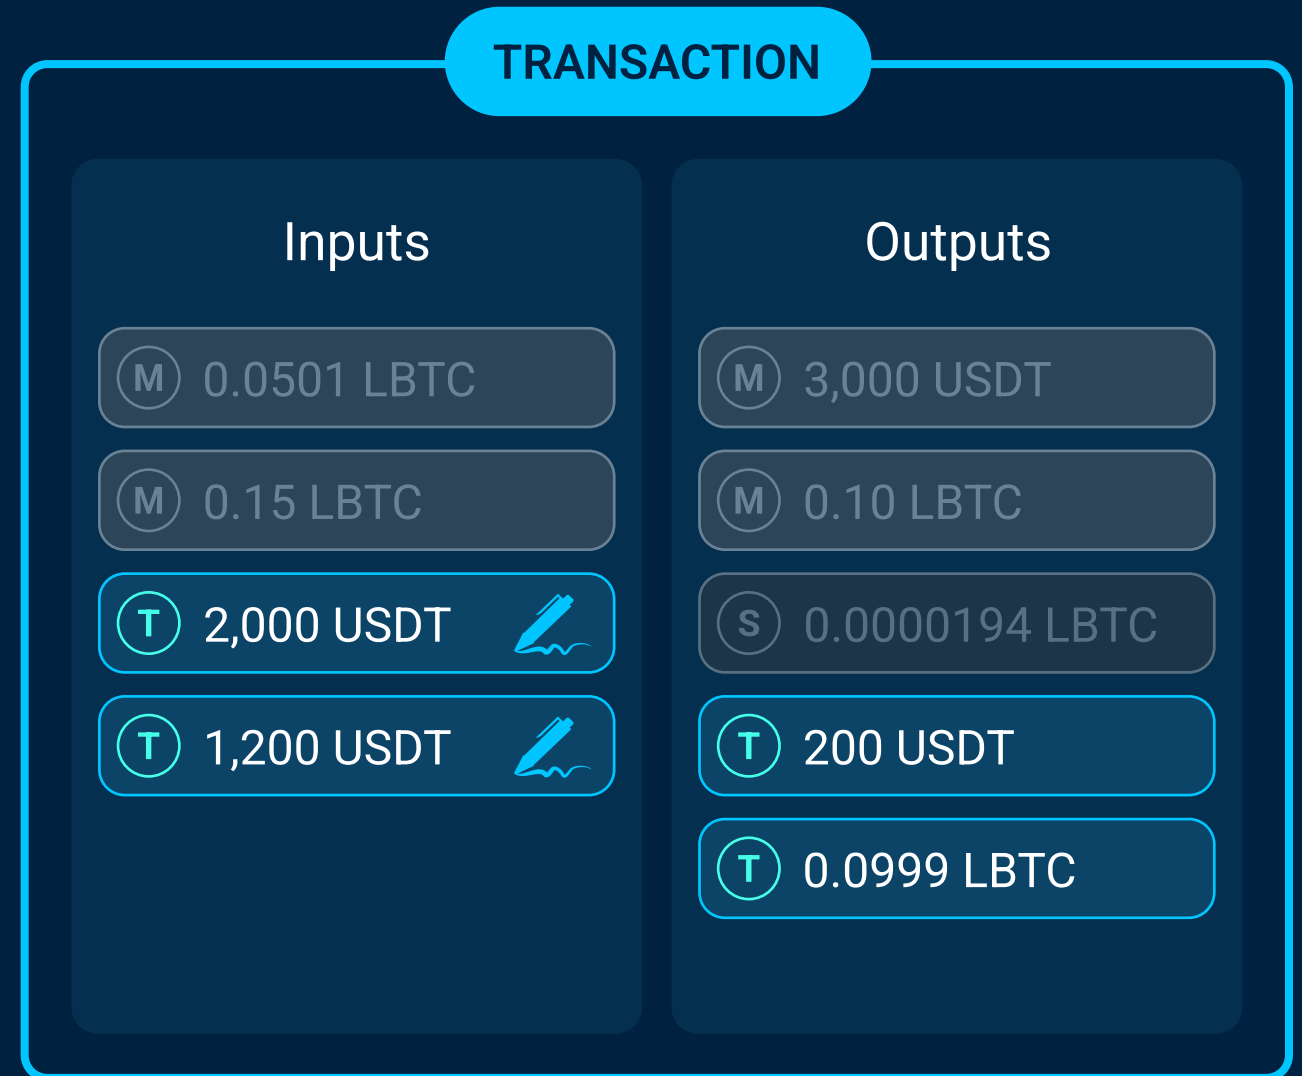 TRANSACTION
Inputs
M 0.0501 LBTC
M 0.15 LBTC
T 2,000 USDT
T 1,200 USDT
Outputs
M 3,000 USDT
M 0.10 LBTC
S 0.0000194 LBTC
T 200 USDT
T 0.0999 LBTC